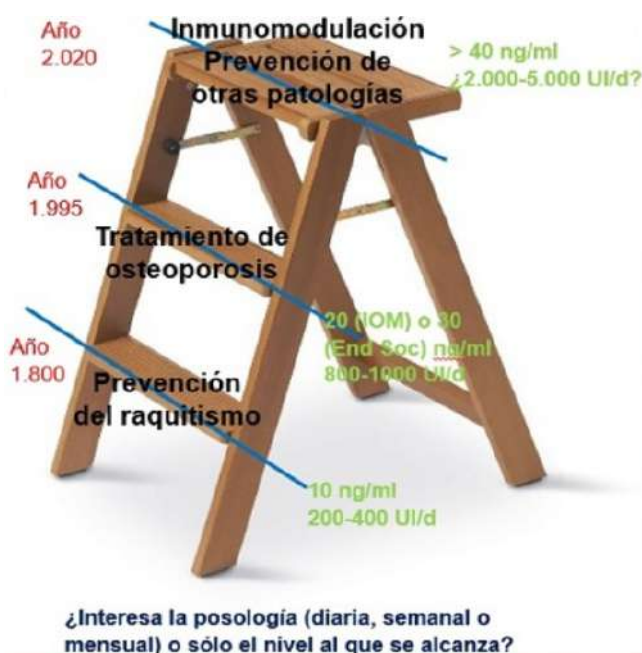 Año
2.020
Inmunomodulación
Prevención de
otras patologías
> 40 ng/ml
¿2.000-5.000 UI/d?
Año
1.995
Tratamiento de
osteoporosis
20 (IOM) o 30
(End Soc) ng/ml
800-1000 UI/d
Año
1.800
Prevención
del raquitismo
10 ng/ml
200-400 UI/d
¿Interesa la posología (diaria, semanal o
mensual) o sólo el nivel al que se alcanza?